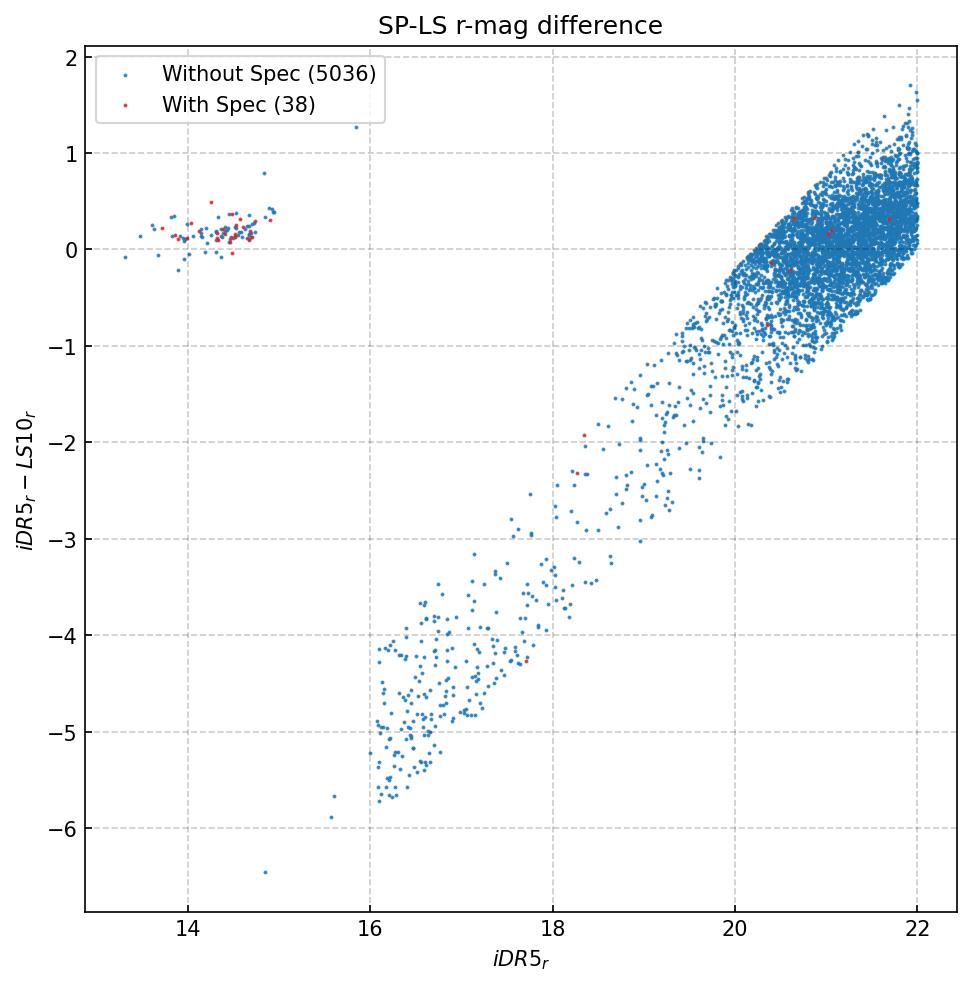 SP-LS r-mag difference
Without Spec (5036)
With Spec (38)
2
1
0
−1
−2
−3
−4
−5
−6
iDR5r − LS10r
14 16 18 20 22
iDR5r